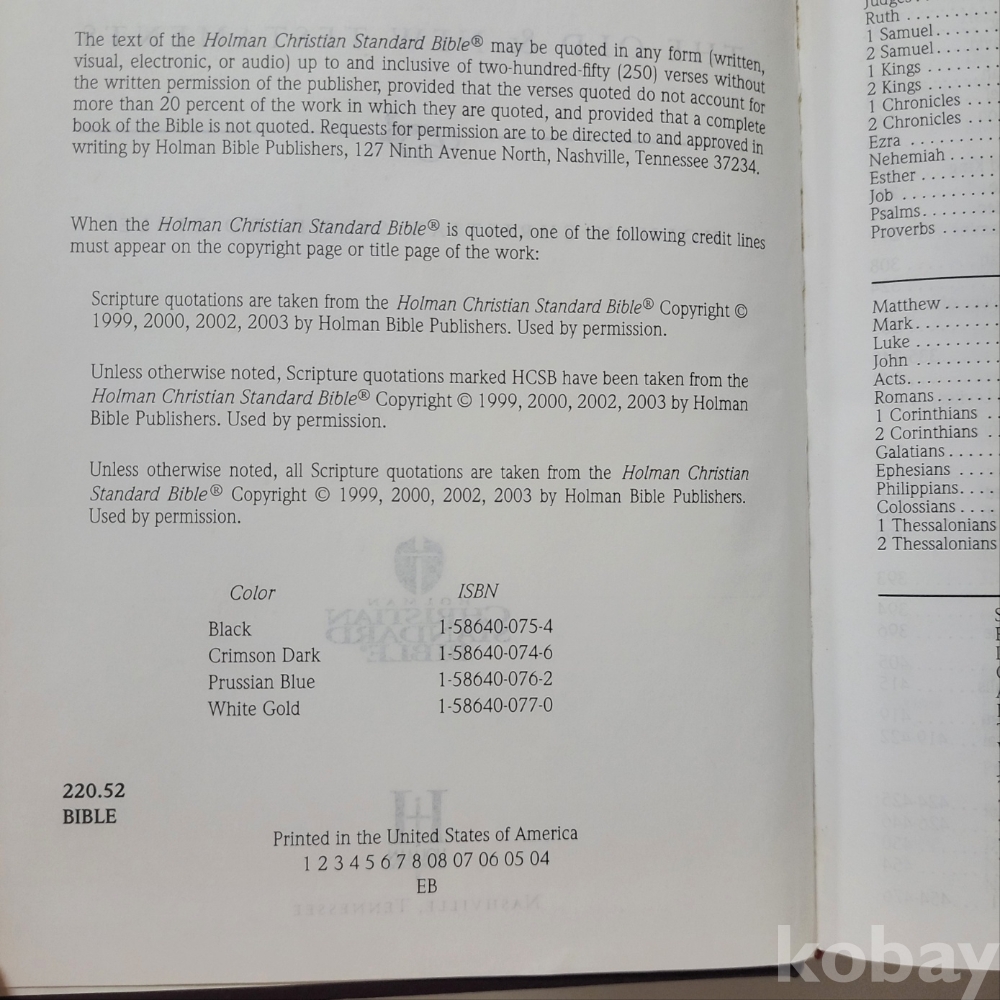 The text of the Holman Christian Standard Bible® may be quoted in any form (written,
visual, electronic, or audio) up to and inclusive of two-hundred-fifty (250) verses without
the written permission of the publisher, provided that the verses quoted do not account for
more than 20 percent of the work in which they are quoted, and provided that a complete
book of the Bible is not quoted. Requests for permission are to be directed to and approved in
writing by Holman Bible Publishers, 127 Ninth Avenue North, Nashville, Tennessee 37234.
When the Holman Christian Standard Bible® is quoted, one of the following credit lines
must appear on the copyright page or title page of the work:
Scripture quotations are taken from the Holman Christian Standard Bible® Copyright ©
1999, 2000, 2002, 2003 by Holman Bible Publishers. Used by permission.
Unless otherwise noted, Scripture quotations marked HCSB have been taken from the
Holman Christian Standard Bible® Copyright © 1999, 2000, 2002, 2003 by Holman
Bible Publishers. Used by permission.
Unless otherwise noted, all Scripture quotations are taken from the Holman Christian
Standard Bible® Copyright © 1999, 2000, 2002, 2003 by Holman Bible Publishers.
Used by permission.
Color ISBN
Black 1-58640-075-4
Crimson Dark 1-58640-074-6
Prussian Blue 1-58640-076-2
White Gold 1-58640-077-0
220.52
BIBLE
Printed in the United States of America
1 2 3 4 5 6 7 8 08 07 06 05 04
EB
Judges
Ruth
1 Samuel
2 Samuel
1 Kings
2 Kings
1 Chronicles
2 Chronicles
Ezra
Nehemiah
Esther
Job
Psalms
Proverbs
Matthew
Mark
Luke
John
Acts
Romans
1 Corinthians
2 Corinthians
Galatians
Ephesians
Philippians
Colossians
1 Thessalonians
2 Thessalonians
kobay